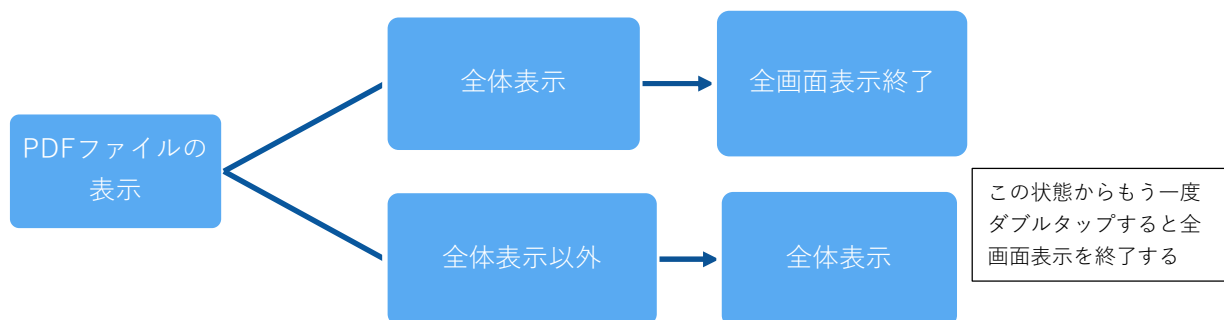 PDFファイルの
表示
全体表示
全画面表示終了
全体表示以外
全体表示
この状態からもう一度
ダブルタップすると全
画面表示を終了する